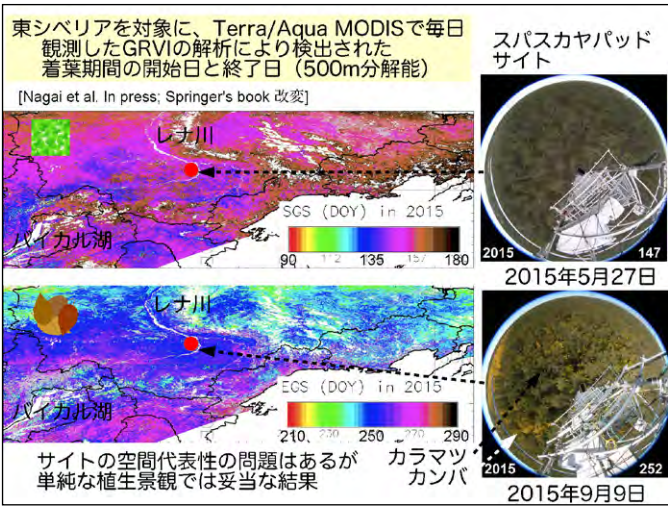 東シベリアを対象に、Terra/Aqua MODISで毎日
観測したGRVIの解析により検出された
着葉期間の開始日と終了日（500m分解能）
[Nagai et al. In press; Springer's book 改変]
スパスカヤパッド
サイト
レナ川
バイカル湖
SGS (DOY) in 2015
90 112 135 157 180
2015 147
2015年5月27日
レナ川
バイカル湖
EGS (DOY) in 2015
210 230 250 270 290
サイトの空間代表性の問題はあるが
単純な植生景観では妥当な結果
カラマツ
カンバ
2015 252
2015年9月9日